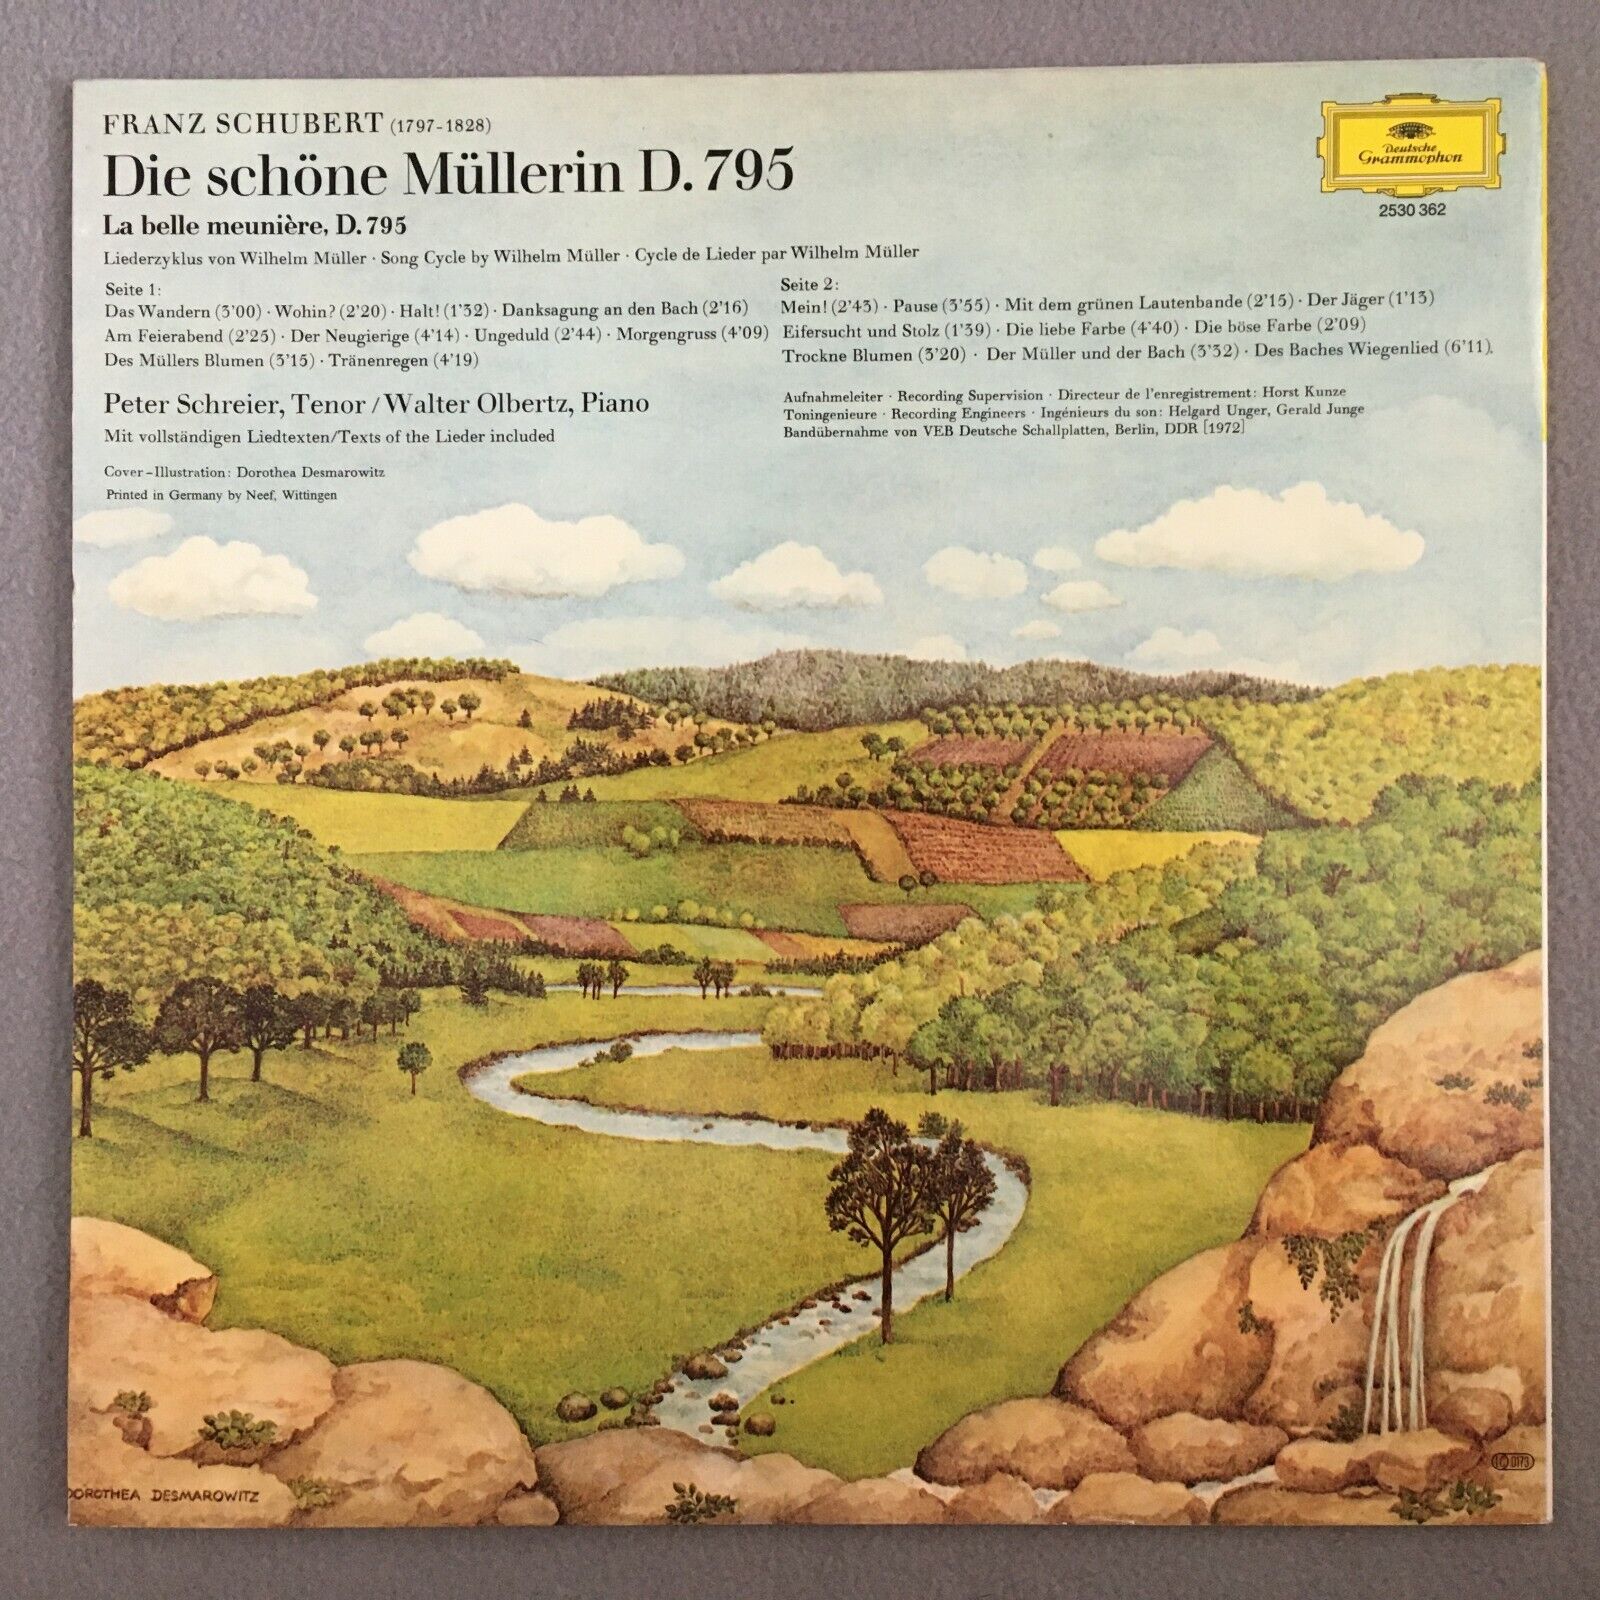 FRANZ SCHUBERT (1797-1828)
Die schöne Müllerin D. 795
La belle meunière, D. 795
Liederzyklus von Wilhelm Müller · Song Cycle by Wilhelm Müller · Cycle de Lieder par Wilhelm Müller
Deutsche
Grammophon
2530 362
Seite 1:
Das Wandern (3'00) · Wohin? (2'20) · Halt! (1'32) · Danksagung an den Bach (2'16)
Am Feierabend (2'25) · Der Neugierige (4'14) · Ungeduld (2'44) · Morgengruss (4'09)
Des Müllers Blumen (3'15) · Tränenregen (4'19)
Seite 2:
Mein! (2'43) · Pause (3'55) · Mit dem grünen Lautenbande (2'15) · Der Jäger (1'13)
Eifersucht und Stolz (1'39) · Die liebe Farbe (4'40) · Die böse Farbe (2'09)
Trockne Blumen (3'20) · Der Müller und der Bach (3'32) · Des Baches Wiegenlied (6'11).
Peter Schreier, Tenor / Walter Olbertz, Piano
Mit vollständigen Liedtexten/Texts of the Lieder included
Cover-Illustration: Dorothea Desmarowitz
Printed in Germany by Neef, Wittingen
Aufnahmeleiter · Recording Supervision · Directeur de l'enregistrement: Horst Kunze
Toningenieure · Recording Engineers · Ingénieurs du son: Helgard Unger, Gerald Junge
Bandübernahme von VEB Deutsche Schallplatten, Berlin, DDR [1972]
DOROTHEA DESMAROWITZ
0173